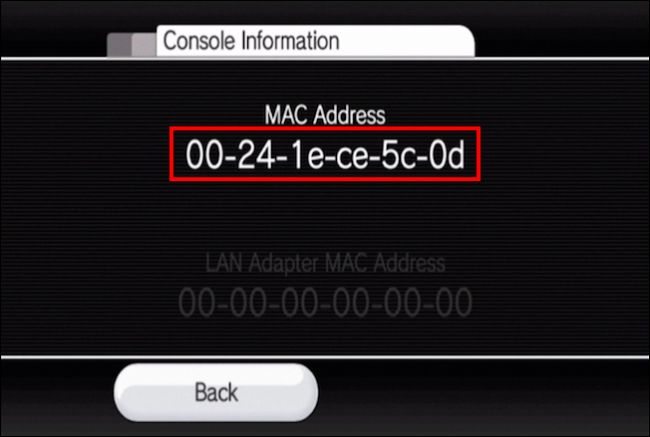 Console Information
MAC Address
00-24-1e-ce-5c-0d
LAN Adapter MAC Address
00-00-00-00-00-00
Back